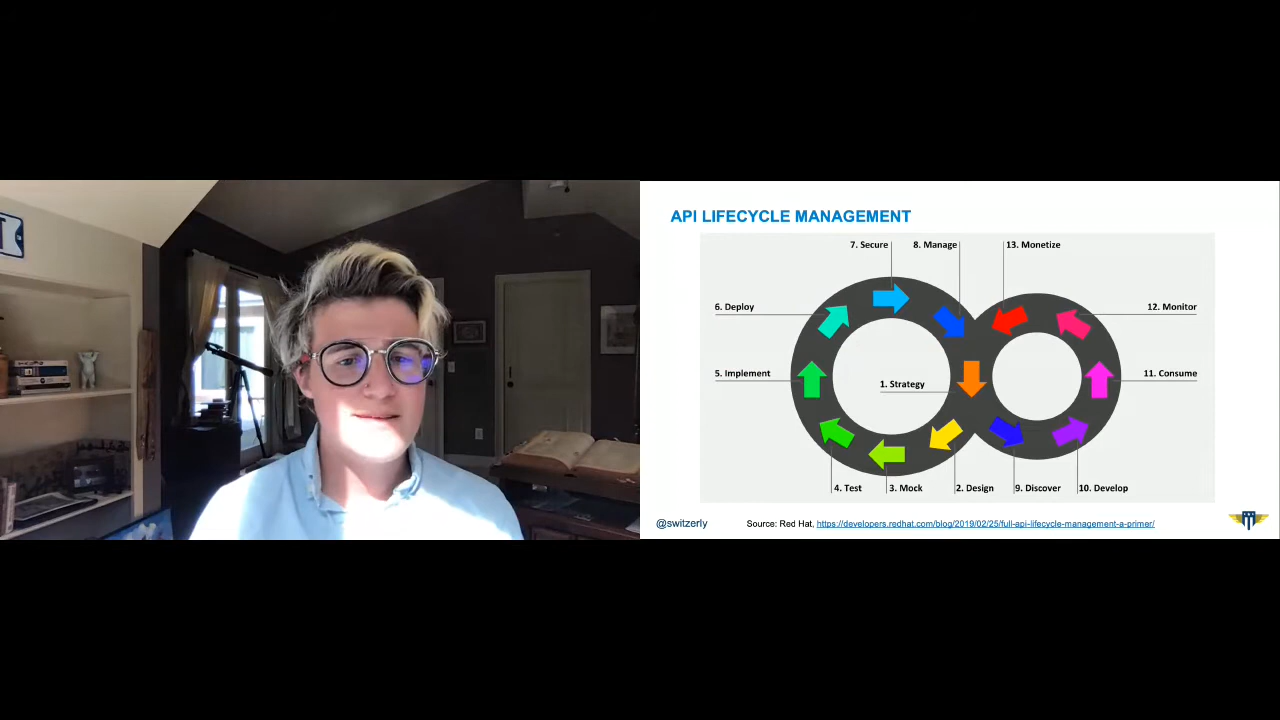 API LIFECYCLE MANAGEMENT
7. Secure
8. Manage
13. Monetize
6. Deploy
12. Monitor
5. Implement
1. Strategy
11. Consume
4. Test
3. Mock
2. Design
9. Discover
10. Develop
@switzerly
Source: Red Hat, https://developers.redhat.com/blog/2019/02/25/full-api-lifecycle-management-a-primer/